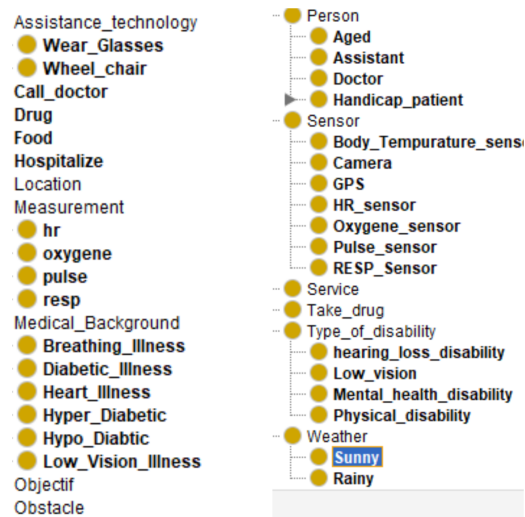 Assistance_technology
Wear_Glasses
Wheel_chair
Call_doctor
Drug
Food
Hospitalize
Location
Measurement
hr
oxygene
pulse
resp
Medical_Background
Breathing_Illness
Diabetic_Illness
Heart_Illness
Hyper_Diabetic
Hypo_Diabtic
Low_Vision_Illness
Objectif
Obstacle
Person
Aged
Assistant
Doctor
Handicap_patient
Sensor
Body_Tempurature_senso
Camera
GPS
HR_sensor
Oxygene_sensor
Pulse_sensor
RESP_Sensor
Service
Take_drug
Type_of_disability
hearing_loss_disability
Low_vision
Mental_health_disability
Physical_disability
Weather
Sunny
Rainy